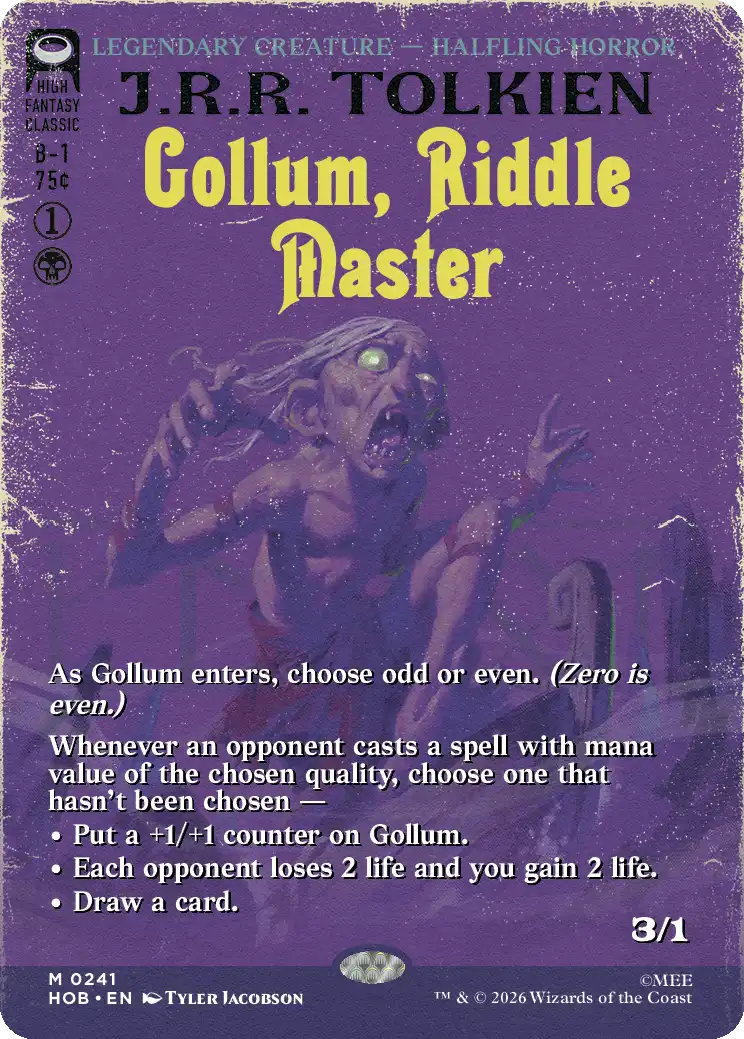 LEGENDARY CREATURE — HALFLING HORROR
J.R.R. TOLKIEN
HIGH
FANTASY
CLASSIC
B-1
75¢
1
Gollum, Riddle
Master
As Gollum enters, choose odd or even. (Zero is
even.)
Whenever an opponent casts a spell with mana
value of the chosen quality, choose one that
hasn’t been chosen —
• Put a +1/+1 counter on Gollum.
• Each opponent loses 2 life and you gain 2 life.
• Draw a card.
3/1
M 0241
HOB • EN TYLER JACOBSON
©MEE
™ & © 2026 Wizards of the Coast